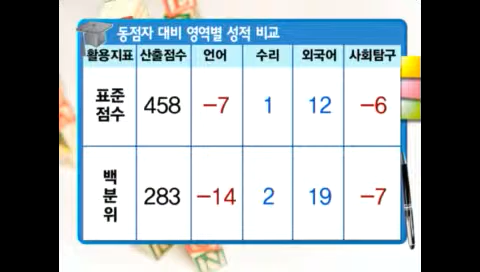 동점자 대비 영역별 성적 비교
활용지표 산출점수 언어 수리 외국어 사회탐구
표준
점수 458 -7 1 12 -6
백
분
위 283 -14 2 19 -7